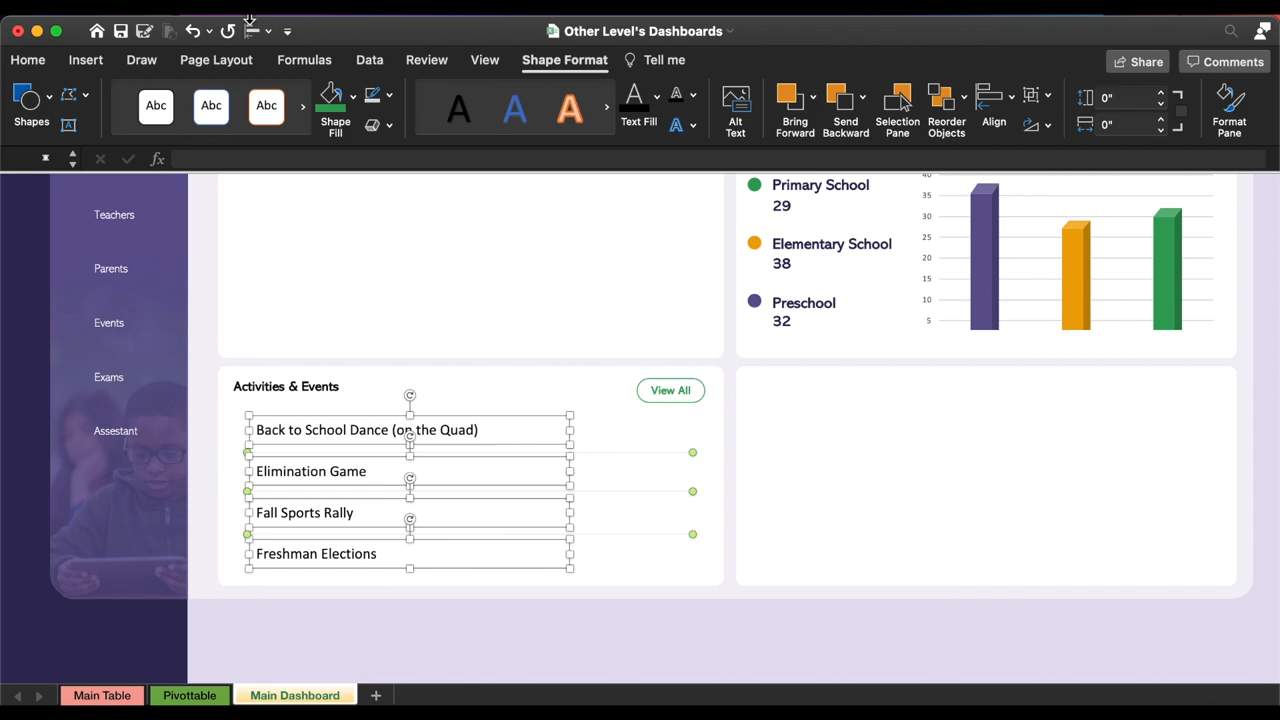 Other Level's Dashboards
Home Insert Draw Page Layout Formulas Data Review View Shape Format Tell me Share Comments
Abc Abc Abc A A A A A A 0"
0"
Shapes Shape Fill Text Fill Alt Text Bring Forward Send Backward Selection Pane Reorder Objects Align Format Pane
fx
Teachers
Parents
Events
Exams
Assestant
Primary School
29
Elementary School
38
Preschool
32
40
35
30
25
20
15
10
5
Activities & Events View All
Back to School Dance (on the Quad)
Elimination Game
Fall Sports Rally
Freshman Elections
Main Table Pivottable Main Dashboard